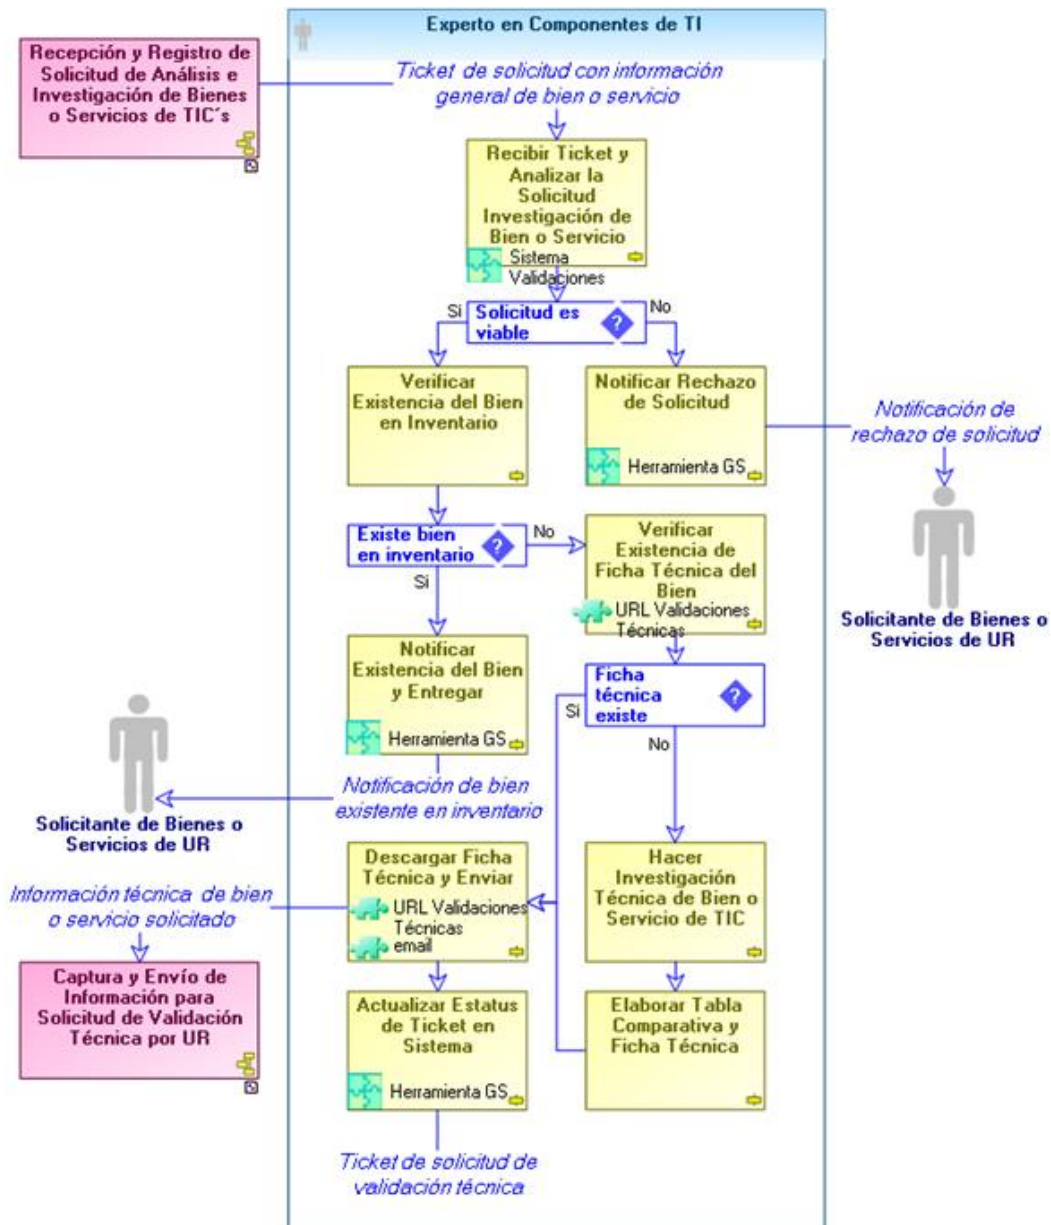 Experto en Componentes de TI
Recepción y Registro de
Solicitud de Análisis e
Investigación de Bienes
o Servicios de TIC´s
Ticket de solicitud con información
general de bien o servicio
Recibir Ticket y
Analizar la
Solicitud
Investigación de
Bien o Servicio
Sistema
Validaciones
Si
Solicitud es
viable
No
Verificar
Existencia del Bien
en Inventario
Notificar Rechazo
de Solicitud
Herramienta GS
Notificación de
rechazo de solicitud
Solicitante de Bienes o
Servicios de UR
Existe bien
en inventario
No
Si
Verificar
Existencia de
Ficha Técnica del
Bien
URL Validaciones
Técnicas
Notificar
Existencia del Bien
y Entregar
Herramienta GS
Ficha
técnica
existe
Si
No
Notificación de bien
existente en inventario
Solicitante de Bienes o
Servicios de UR
Descargar Ficha
Técnica y Enviar
URL Validaciones
Técnicas
email
Hacer
Investigación
Técnica de Bien o
Servicio de TIC
Información técnica de bien
o servicio solicitado
Captura y Envío de
Información para
Solicitud de Validación
Técnica por UR
Actualizar Estatus
de Ticket en
Sistema
Herramienta GS
Elaborar Tabla
Comparativa y
Ficha Técnica
Ticket de solicitud de
validación técnica